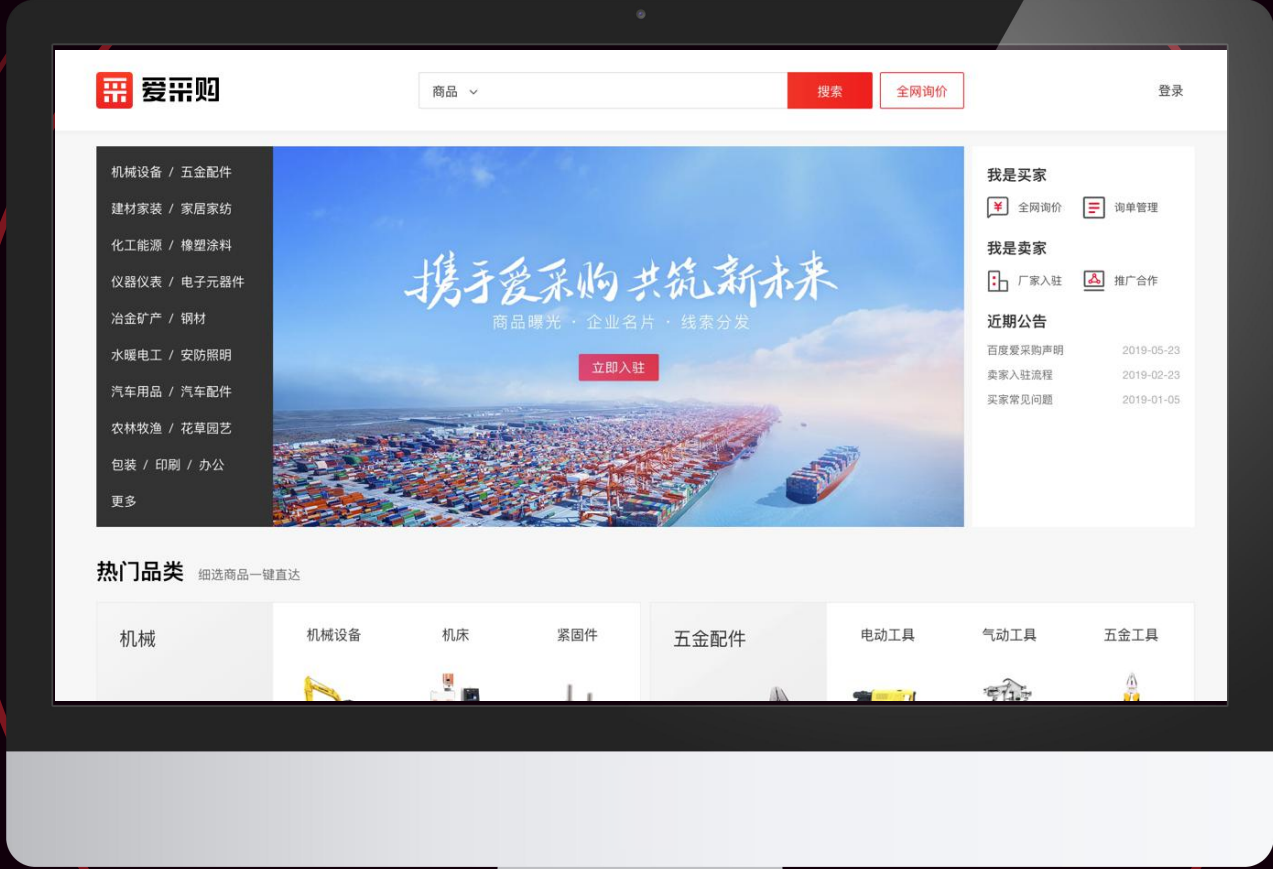 爱采购
商品
搜索
全网询价
登录
机械设备 / 五金配件
建材家装 / 家居家纺
化工能源 / 橡塑涂料
仪器仪表 / 电子元器件
冶金矿产 / 钢材
水暖电工 / 安防照明
汽车用品 / 汽车配件
农林牧渔 / 花草园艺
包装 / 印刷 / 办公
更多
携手爱采购 共筑新未来
商品曝光 · 企业名片 · 线索分发
立即入驻
我是买家
全网询价 询单管理
我是卖家
厂家入驻 推广合作
近期公告
百度爱采购声明 2019-05-23
卖家入驻流程 2019-02-23
买家常见问题 2019-01-05
热门品类 细选商品一键直达
机械
机械设备 机床 紧固件
五金配件
电动工具 气动工具 五金工具